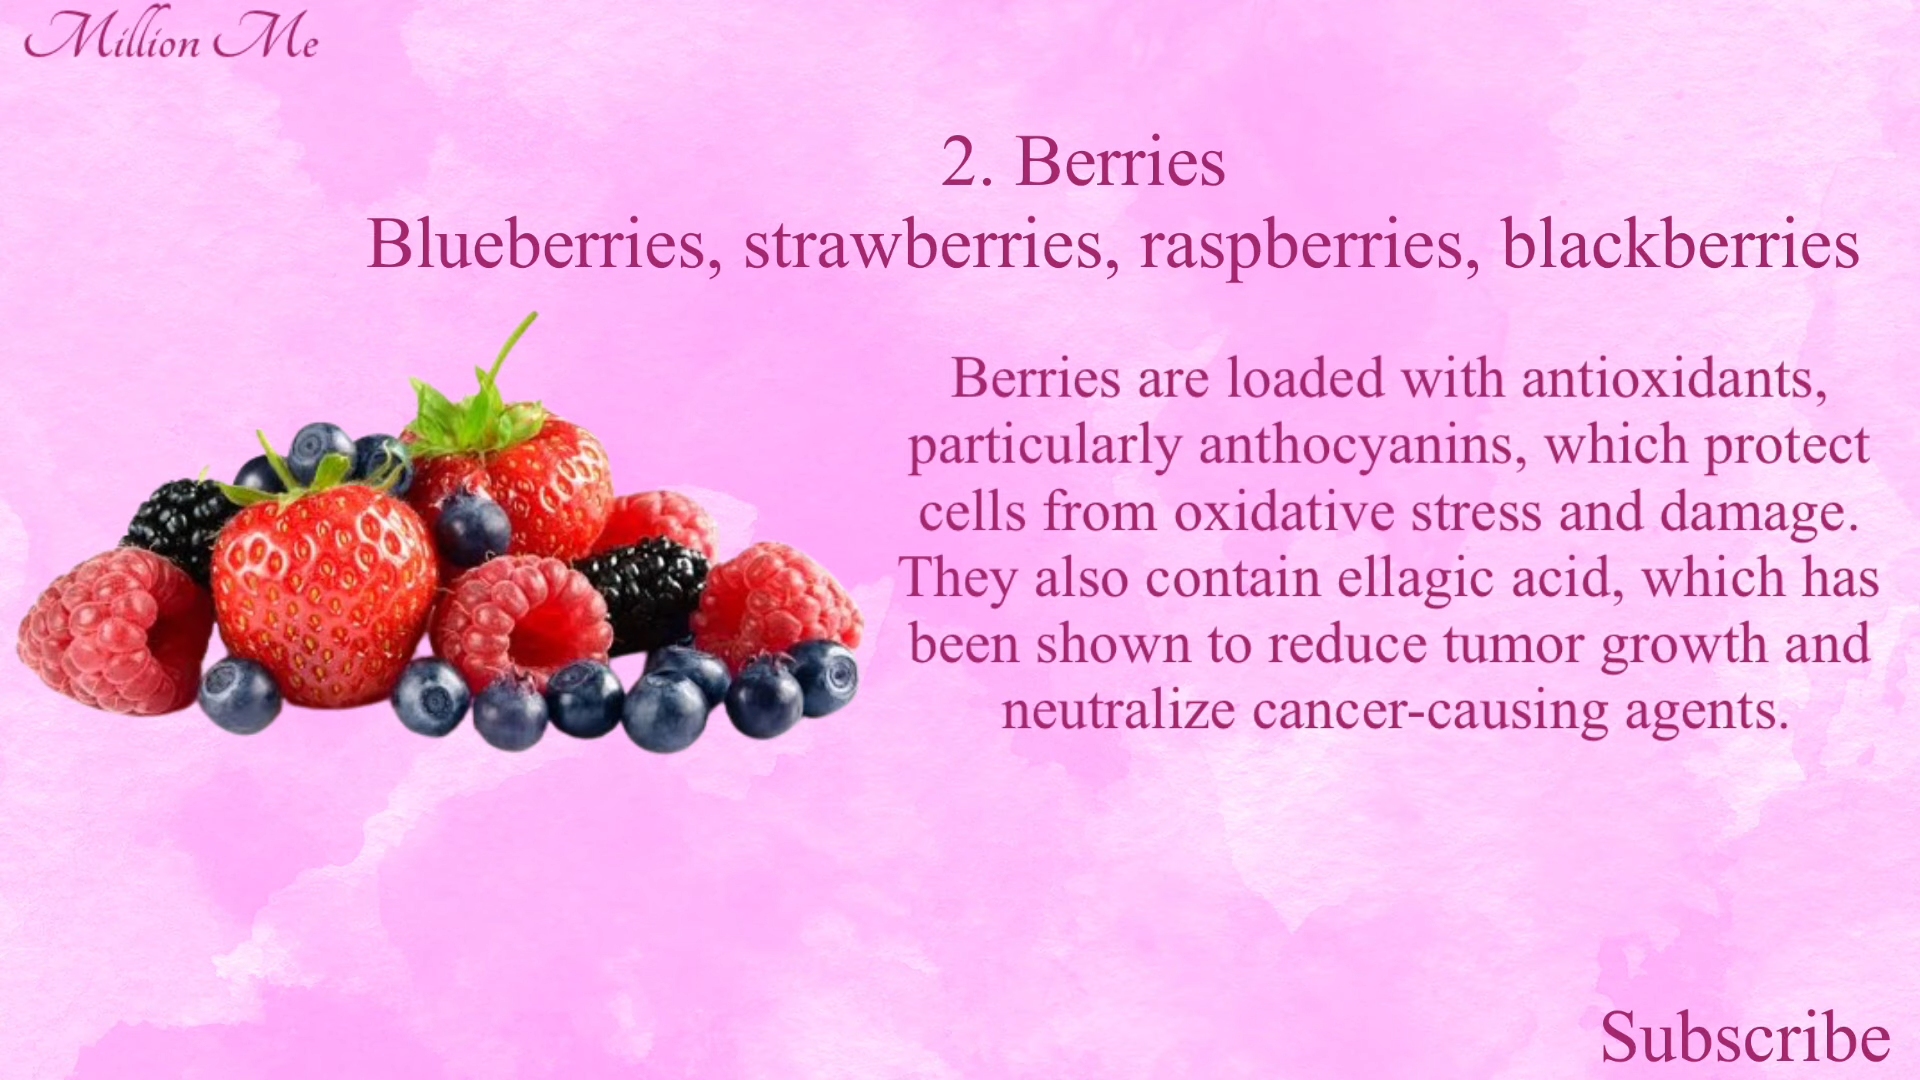 Million Me
2. Berries
Blueberries, strawberries, raspberries, blackberries
Berries are loaded with antioxidants,
particularly anthocyanins, which protect
cells from oxidative stress and damage.
They also contain ellagic acid, which has
been shown to reduce tumor growth and
neutralize cancer-causing agents.
Subscribe